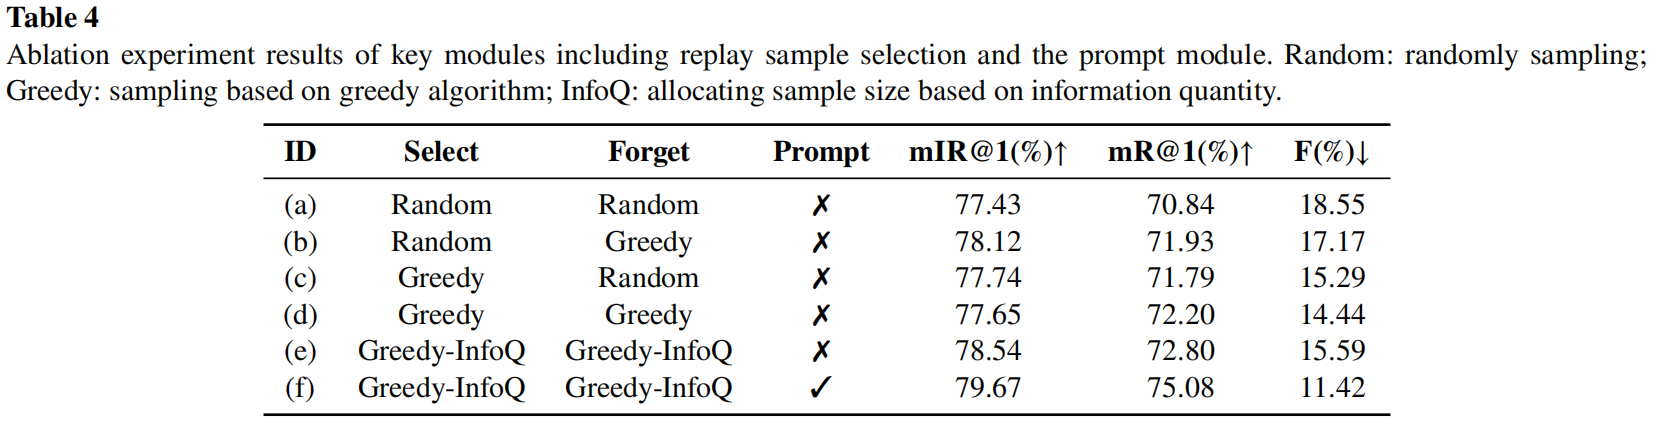 Table 4
Ablation experiment results of key modules including replay sample selection and the prompt module. Random: randomly sampling;
Greedy: sampling based on greedy algorithm; InfoQ: allocating sample size based on information quantity.
ID Select Forget Prompt mIR@1(%)↑ mR@1(%)↑ F(%)↓
(a) Random Random ✗ 77.43 70.84 18.55
(b) Random Greedy ✗ 78.12 71.93 17.17
(c) Greedy Random ✗ 77.74 71.79 15.29
(d) Greedy Greedy ✗ 77.65 72.20 14.44
(e) Greedy-InfoQ Greedy-InfoQ ✗ 78.54 72.80 15.59
(f) Greedy-InfoQ Greedy-InfoQ ✓ 79.67 75.08 11.42